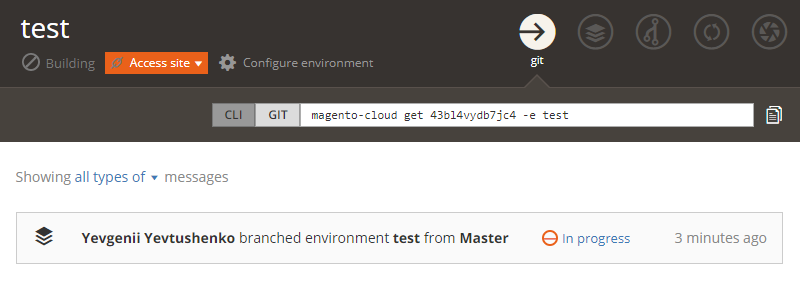 test
Building Access site Configure environment
git
CLI GIT magento-cloud get 43bl4vydb7jc4 -e test
Showing all types of messages
Yevgenii Yevtushenko branched environment test from Master In progress 3 minutes ago